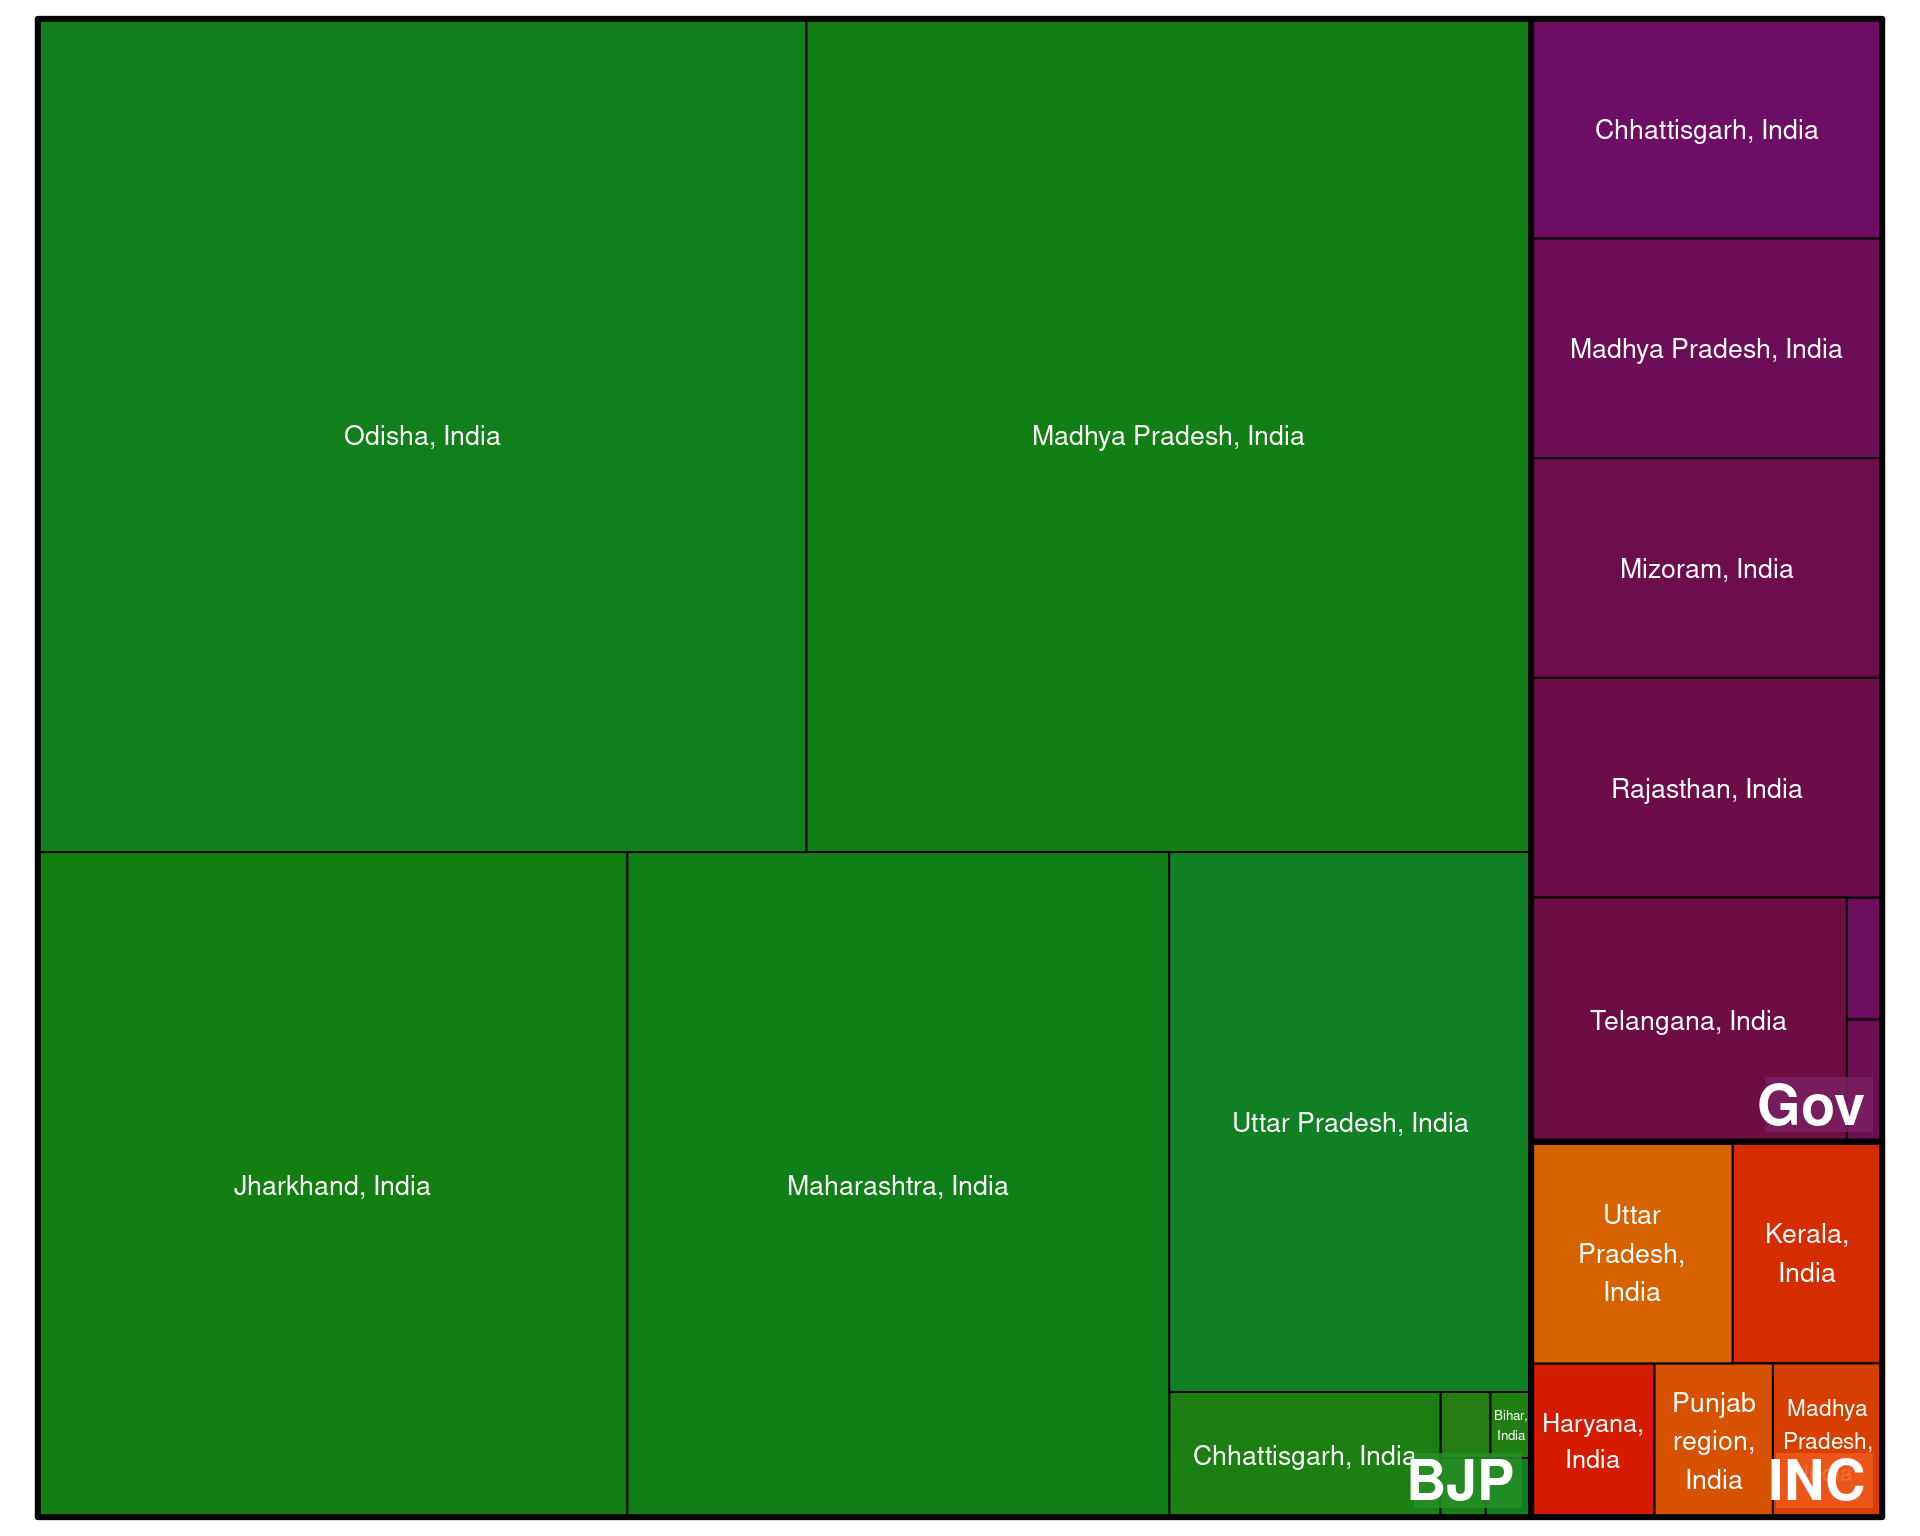 Odisha, India
Madhya Pradesh, India
Jharkhand, India
Maharashtra, India
Uttar Pradesh, India
Chhattisgarh, India
Bihar,
India
BJP
Chhattisgarh, India
Madhya Pradesh, India
Mizoram, India
Rajasthan, India
Telangana, India
Gov
Uttar
Pradesh,
India
Kerala,
India
Haryana,
India
Punjab
region,
India
Madhya
Pradesh,
INC